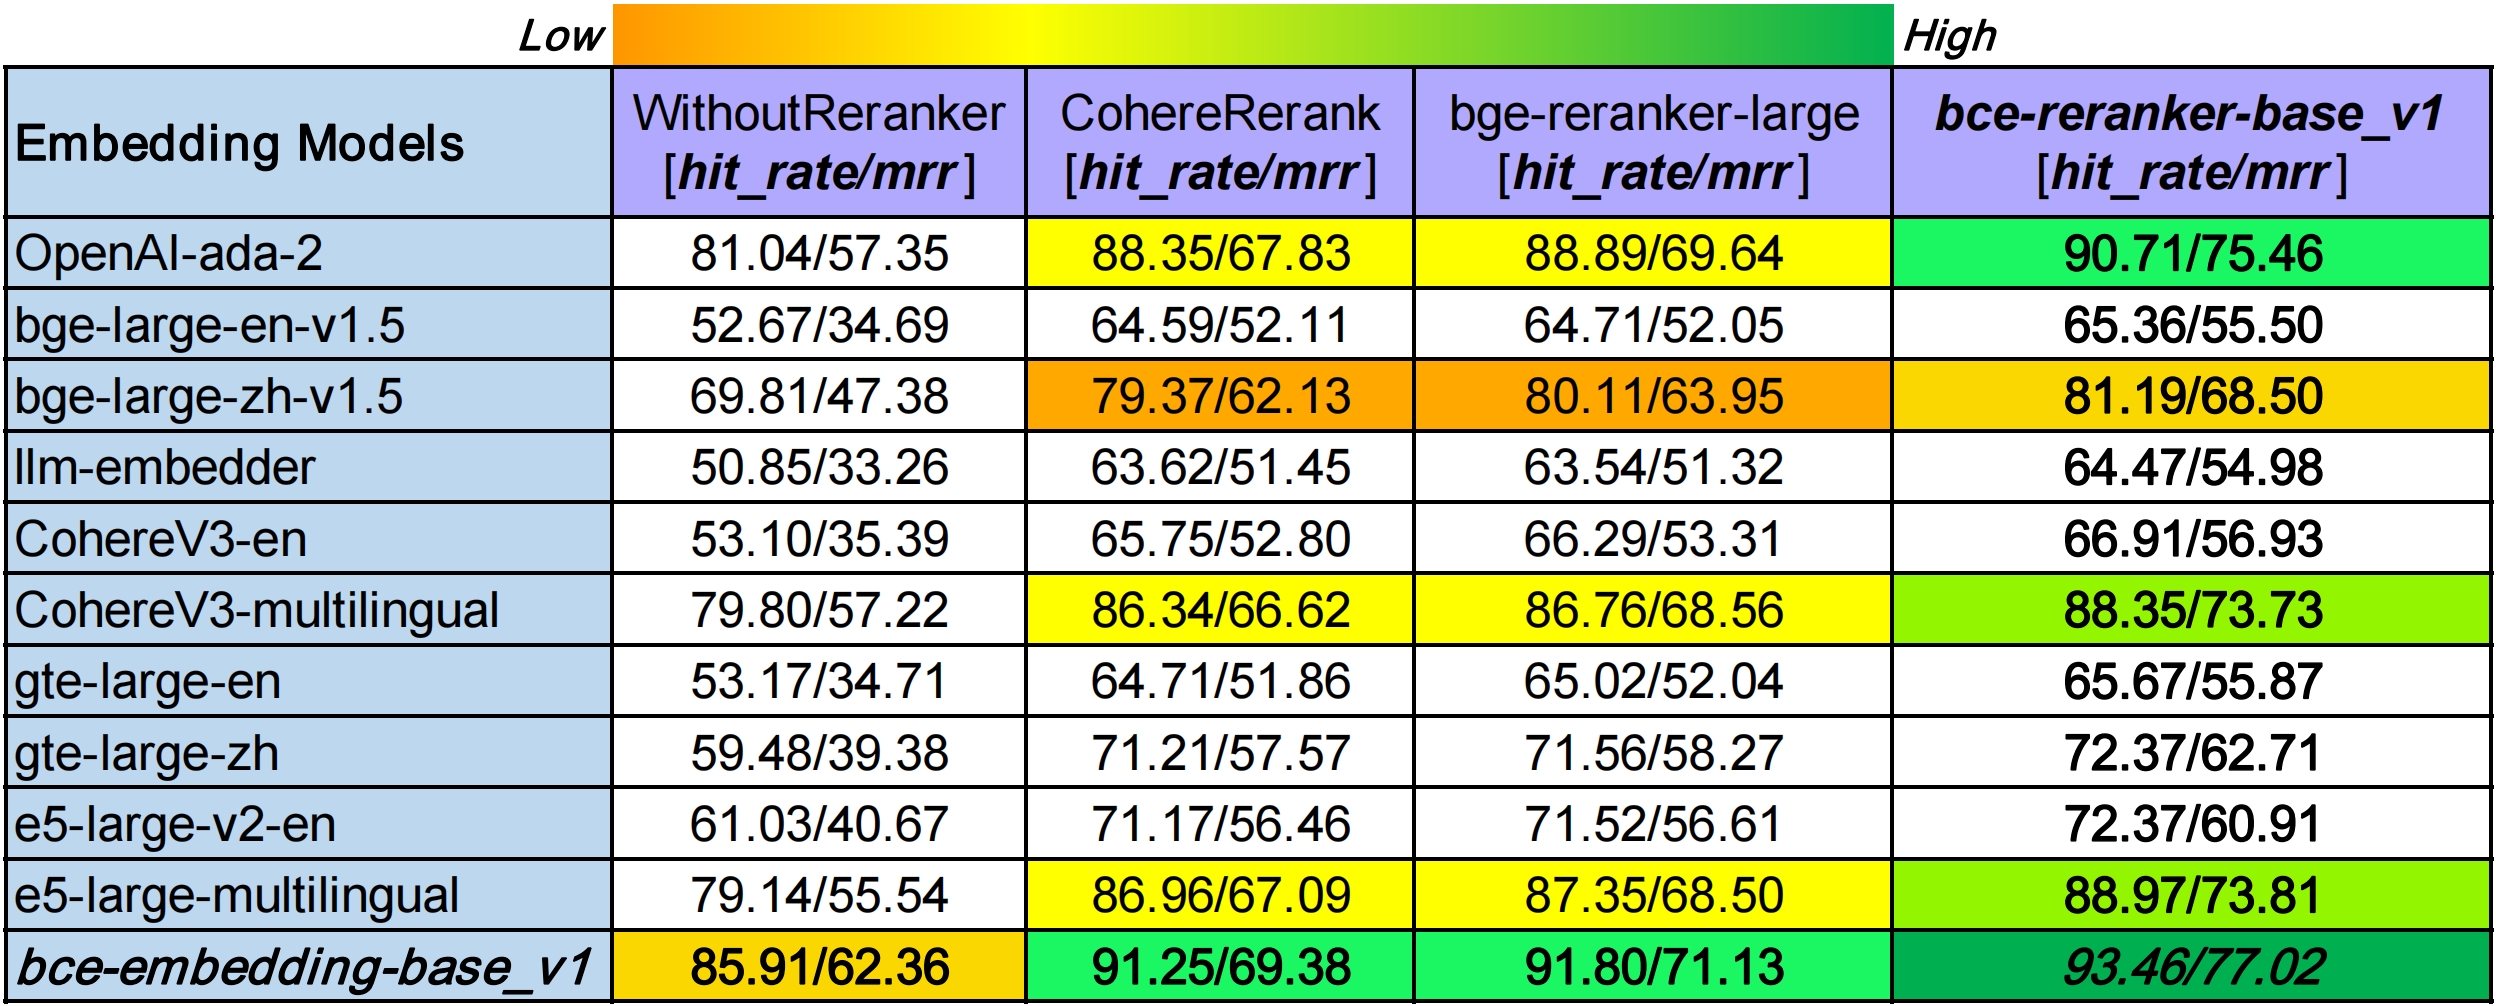 Low High
Embedding Models WithoutReranker [hit_rate/mrr] CohereRerank [hit_rate/mrr] bge-reranker-large [hit_rate/mrr] bce-reranker-base_v1 [hit_rate/mrr]
OpenAI-ada-2 81.04/57.35 88.35/67.83 88.89/69.64 90.71/75.46
bge-large-en-v1.5 52.67/34.69 64.59/52.11 64.71/52.05 65.36/55.50
bge-large-zh-v1.5 69.81/47.38 79.37/62.13 80.11/63.95 81.19/68.50
llm-embedder 50.85/33.26 63.62/51.45 63.54/51.32 64.47/54.98
CohereV3-en 53.10/35.39 65.75/52.80 66.29/53.31 66.91/56.93
CohereV3-multilingual 79.80/57.22 86.34/66.62 86.76/68.56 88.35/73.73
gte-large-en 53.17/34.71 64.71/51.86 65.02/52.04 65.67/55.87
gte-large-zh 59.48/39.38 71.21/57.57 71.56/58.27 72.37/62.71
e5-large-v2-en 61.03/40.67 71.17/56.46 71.52/56.61 72.37/60.91
e5-large-multilingual 79.14/55.54 86.96/67.09 87.35/68.50 88.97/73.81
bce-embedding-base_v1 85.91/62.36 91.25/69.38 91.80/71.13 93.46/77.02